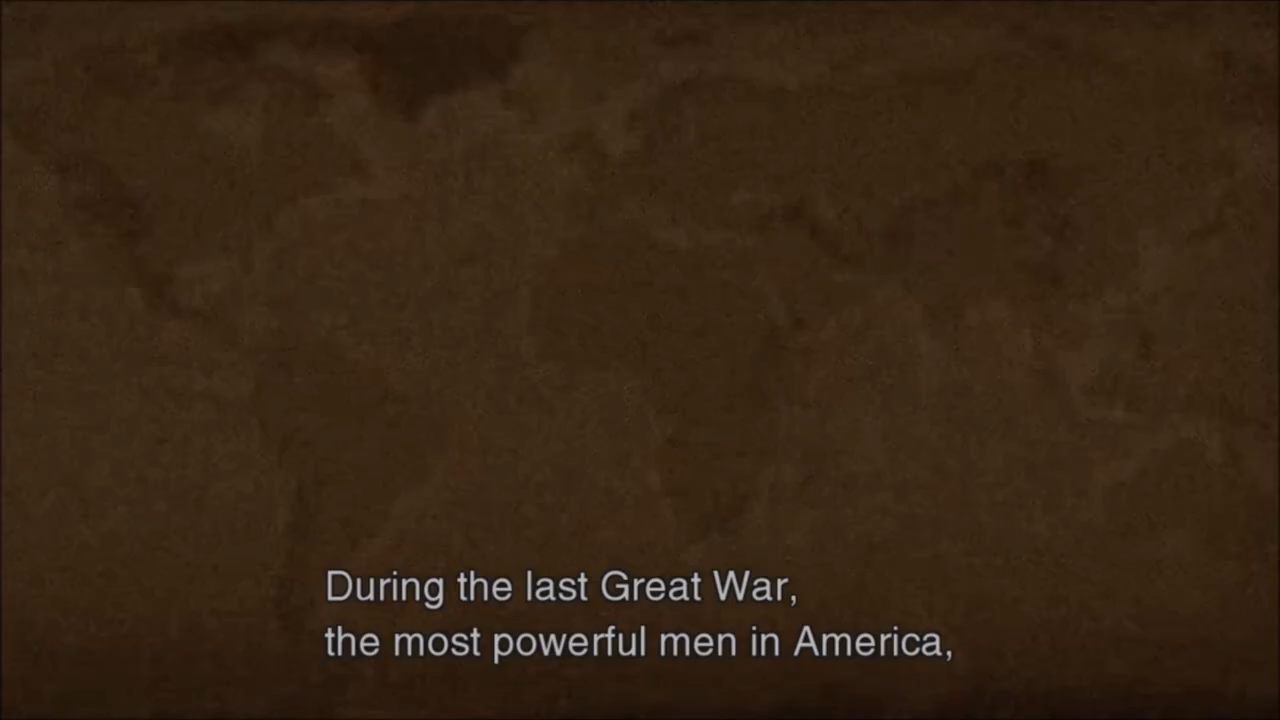 During the last Great War,
the most powerful men in America,